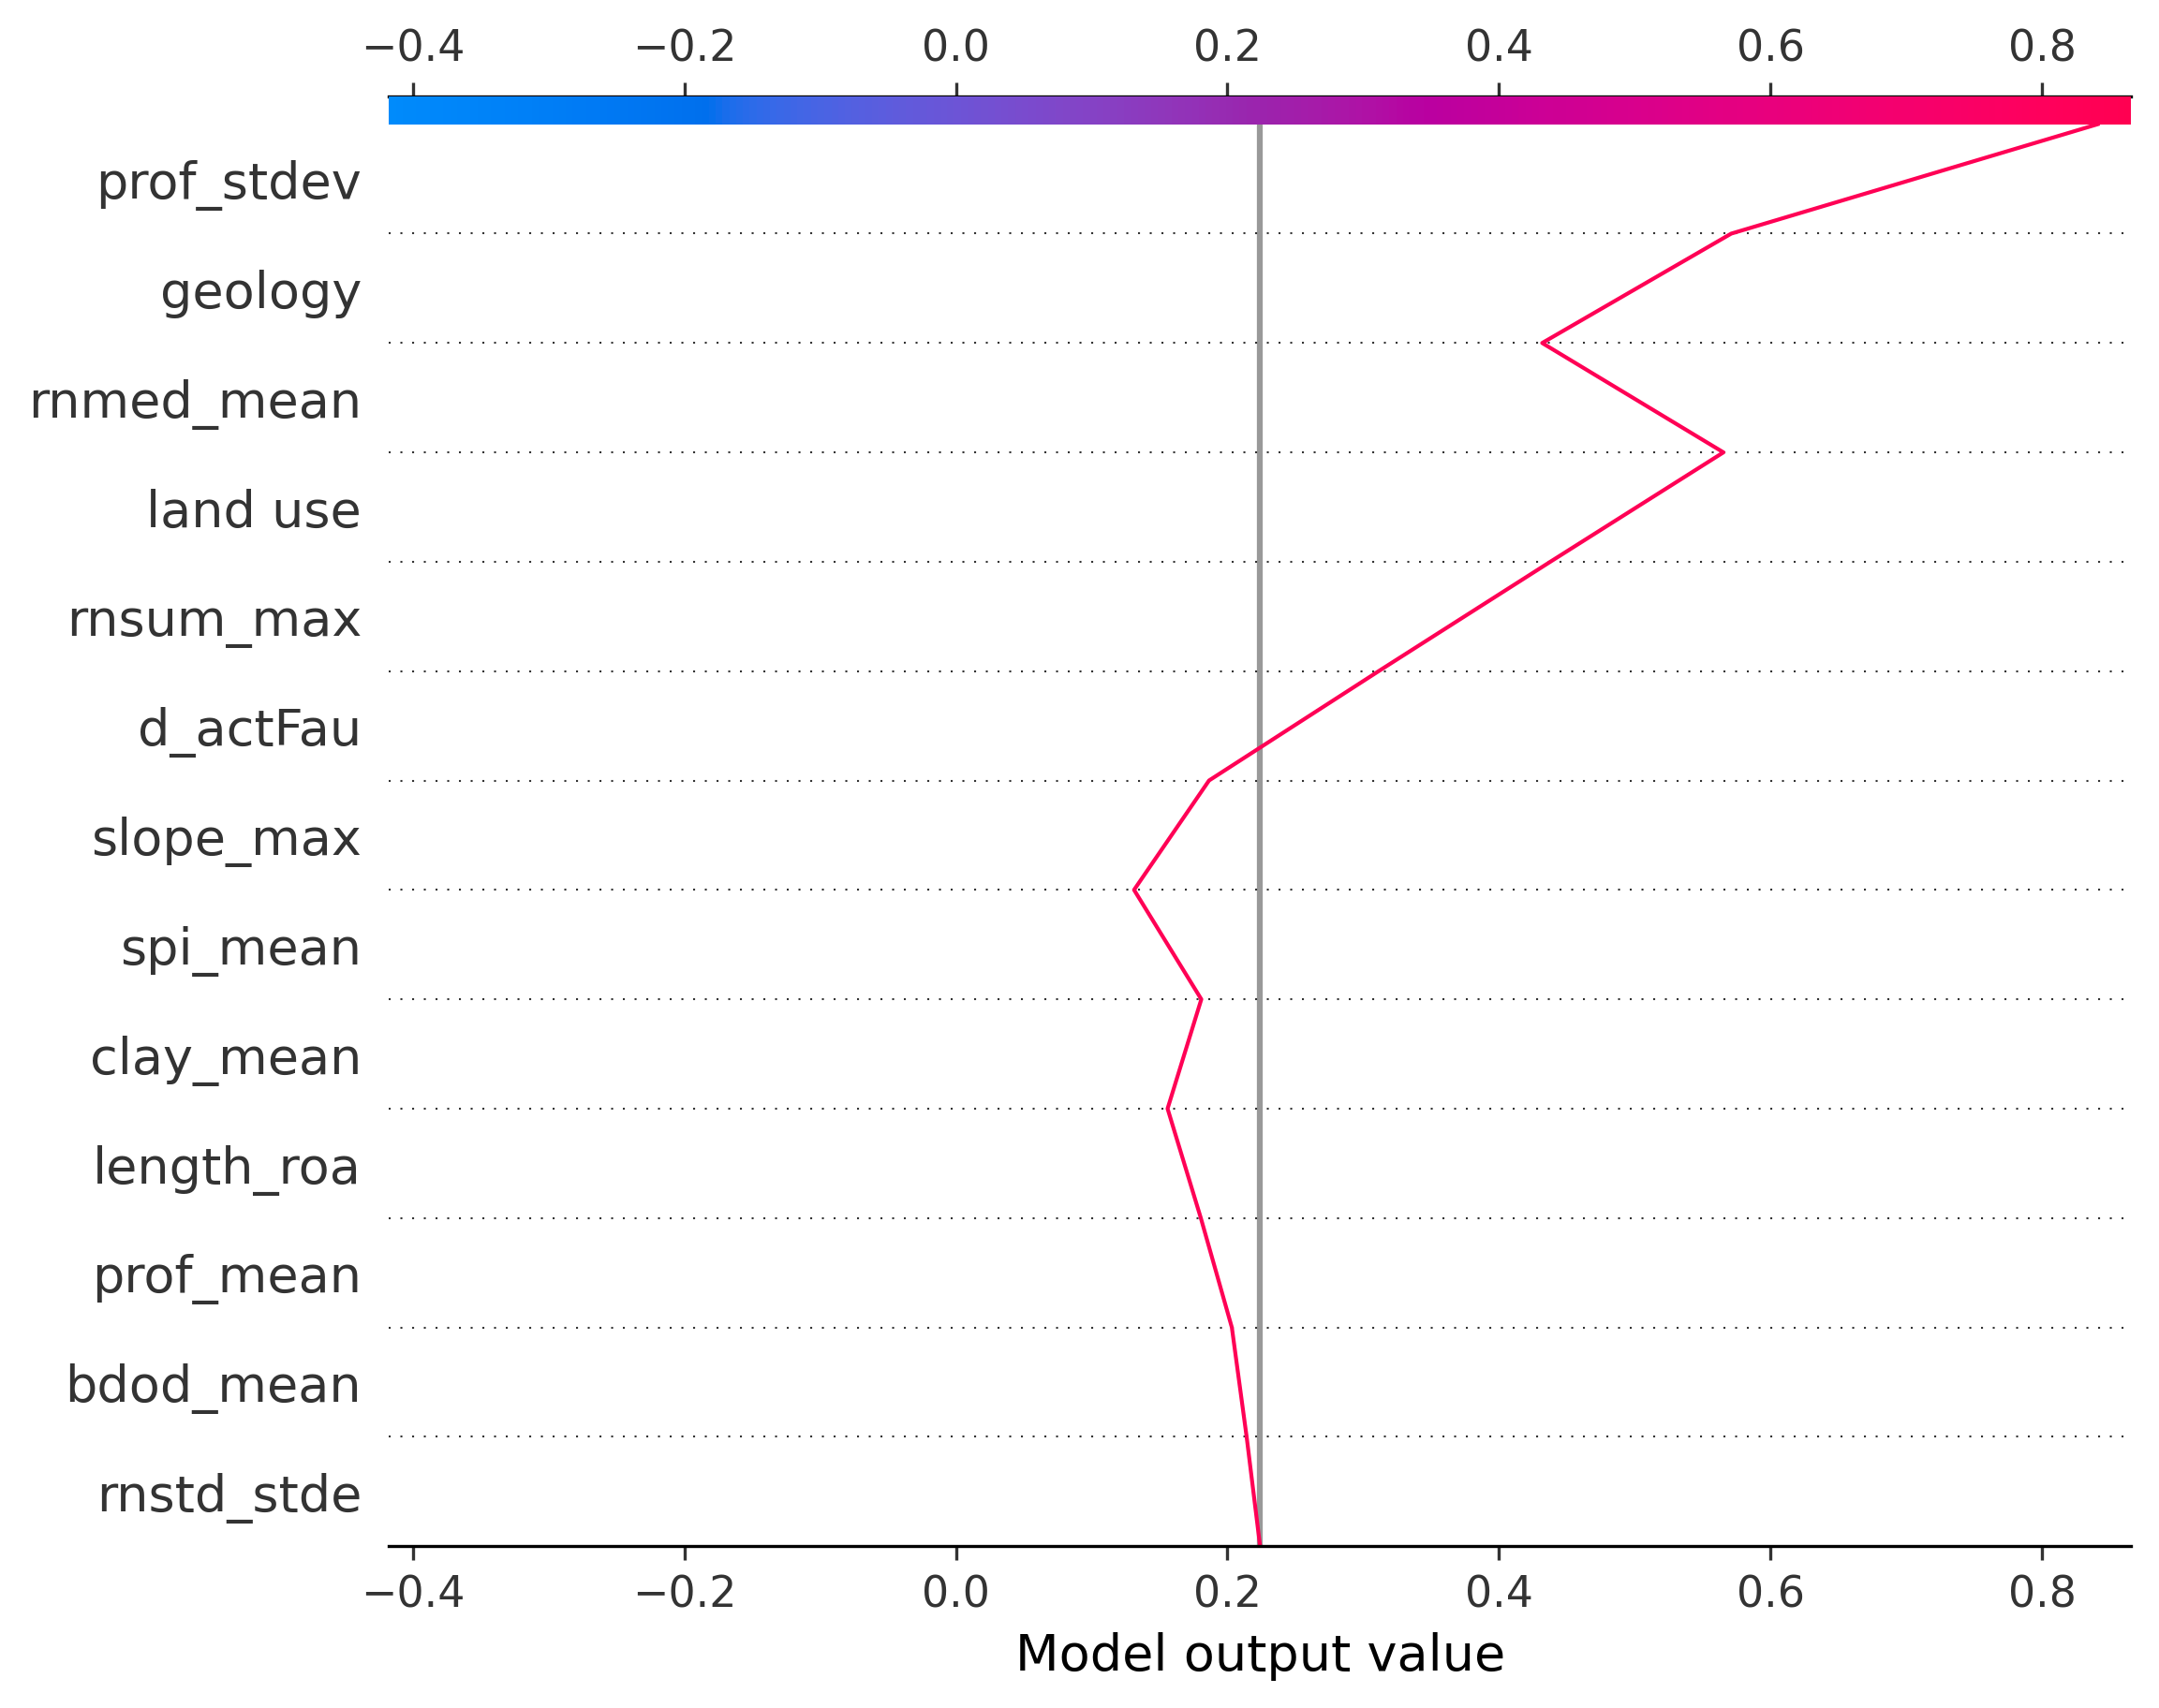 −0.4 −0.2 0.0 0.2 0.4 0.6 0.8
prof_stdev
geology
rnmed_mean
land use
rnsum_max
d_actFau
slope_max
spi_mean
clay_mean
length_roa
prof_mean
bdod_mean
rnstd_stde
−0.4 −0.2 0.0 0.2 0.4 0.6 0.8
Model output value